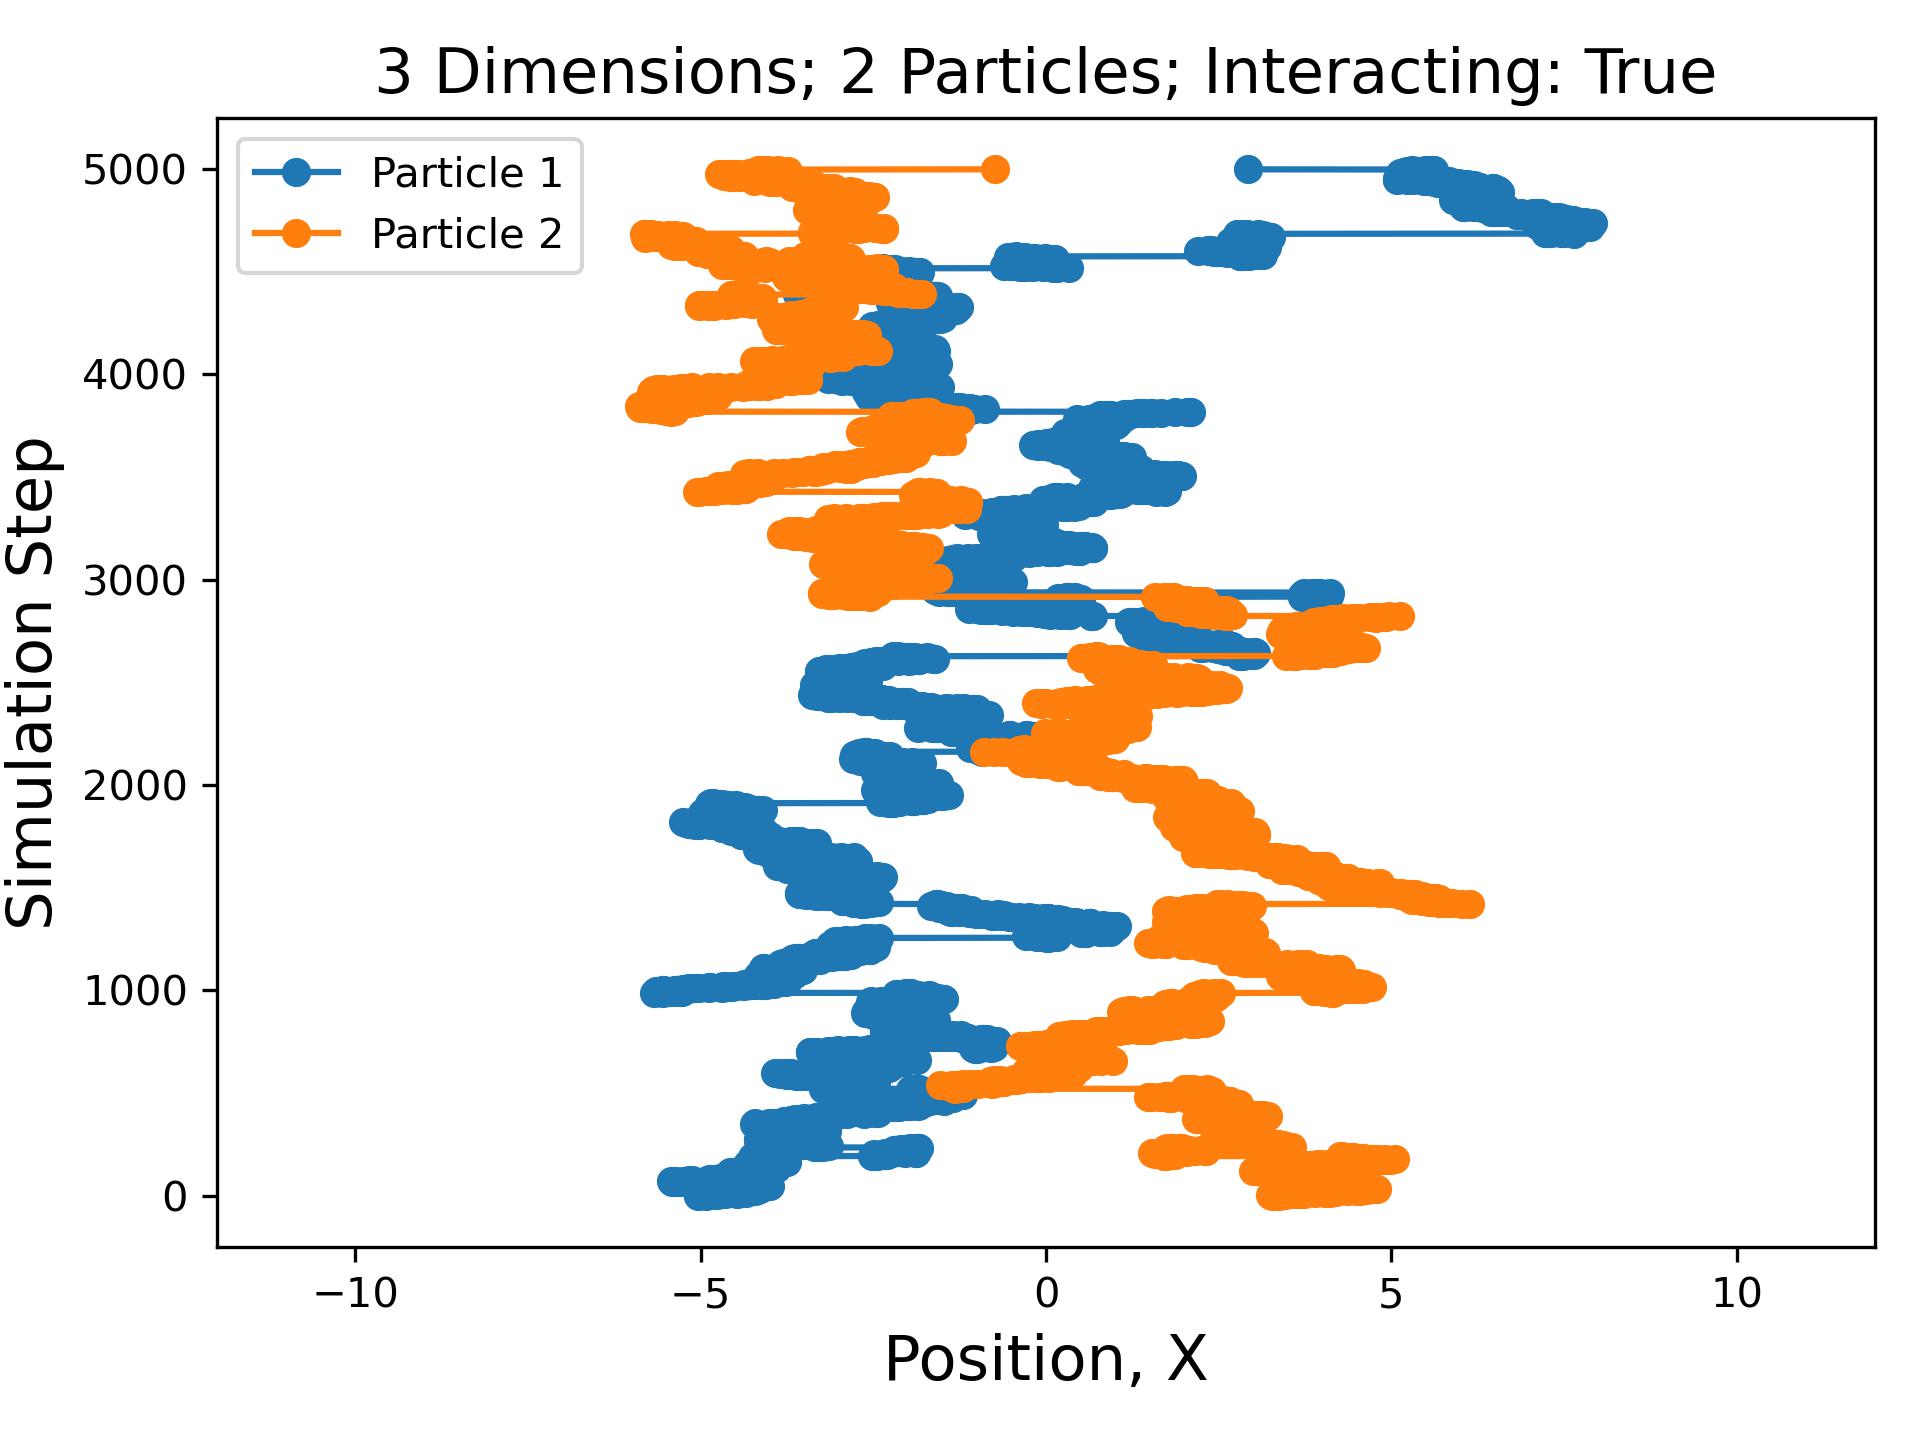 3 Dimensions; 2 Particles; Interacting: True
Particle 1
Particle 2
5000
4000
3000
2000
1000
0
Simulation Step
−10
−5
0
5
10
Position, X